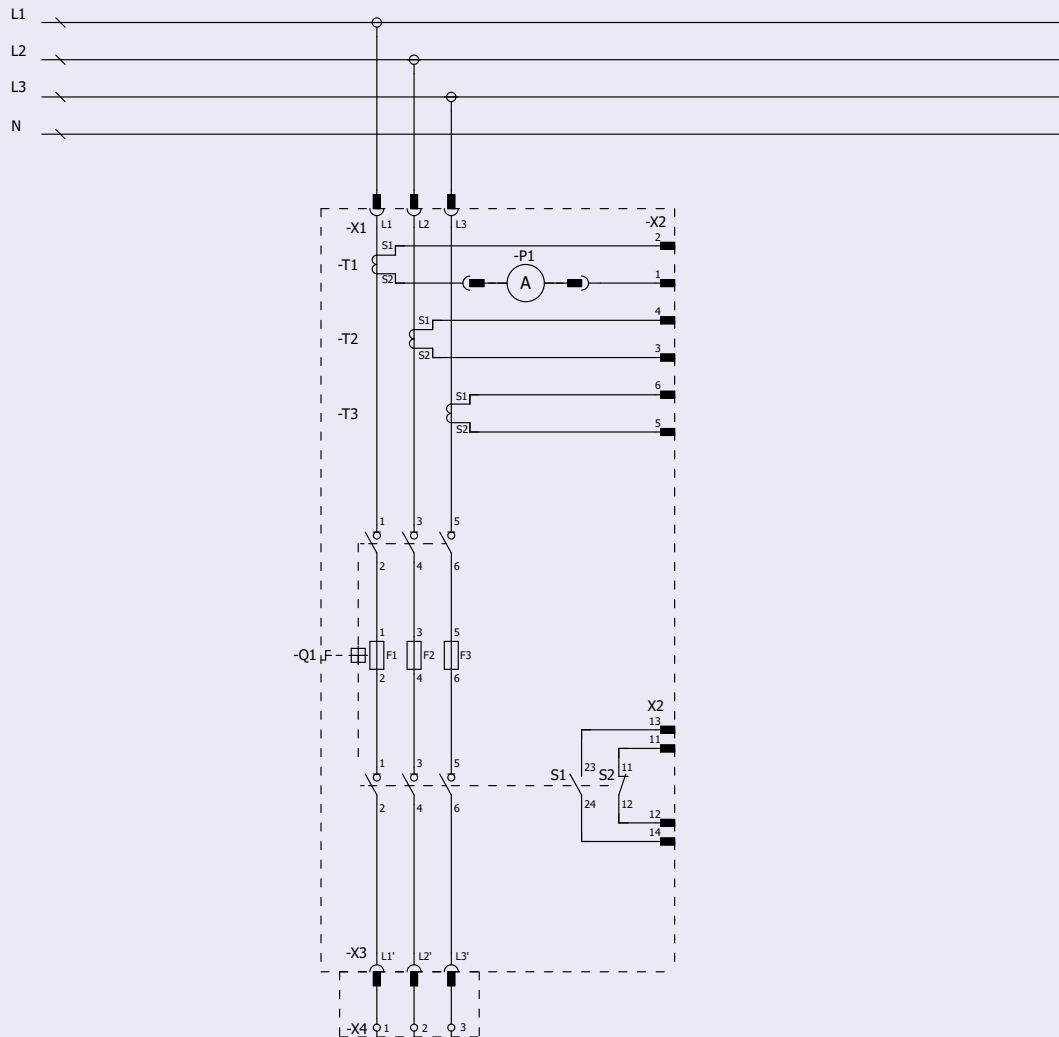 L1
L2
L3
N
-X1 L1 L2 L3 -X2
S1 2
-T1 -P1
S2 A 1
S1 4
-T2
S2 3
S1 6
-T3
S2 5
1 3 5
2 4 6
1 3 5
-Q1 F1 F2 F3
2 4 6
X2
13
11
1 3 5
S1 23 S2 11
2 4 6 24 12
12
14
-X3 L1' L2' L3'
-X4 1 2 3